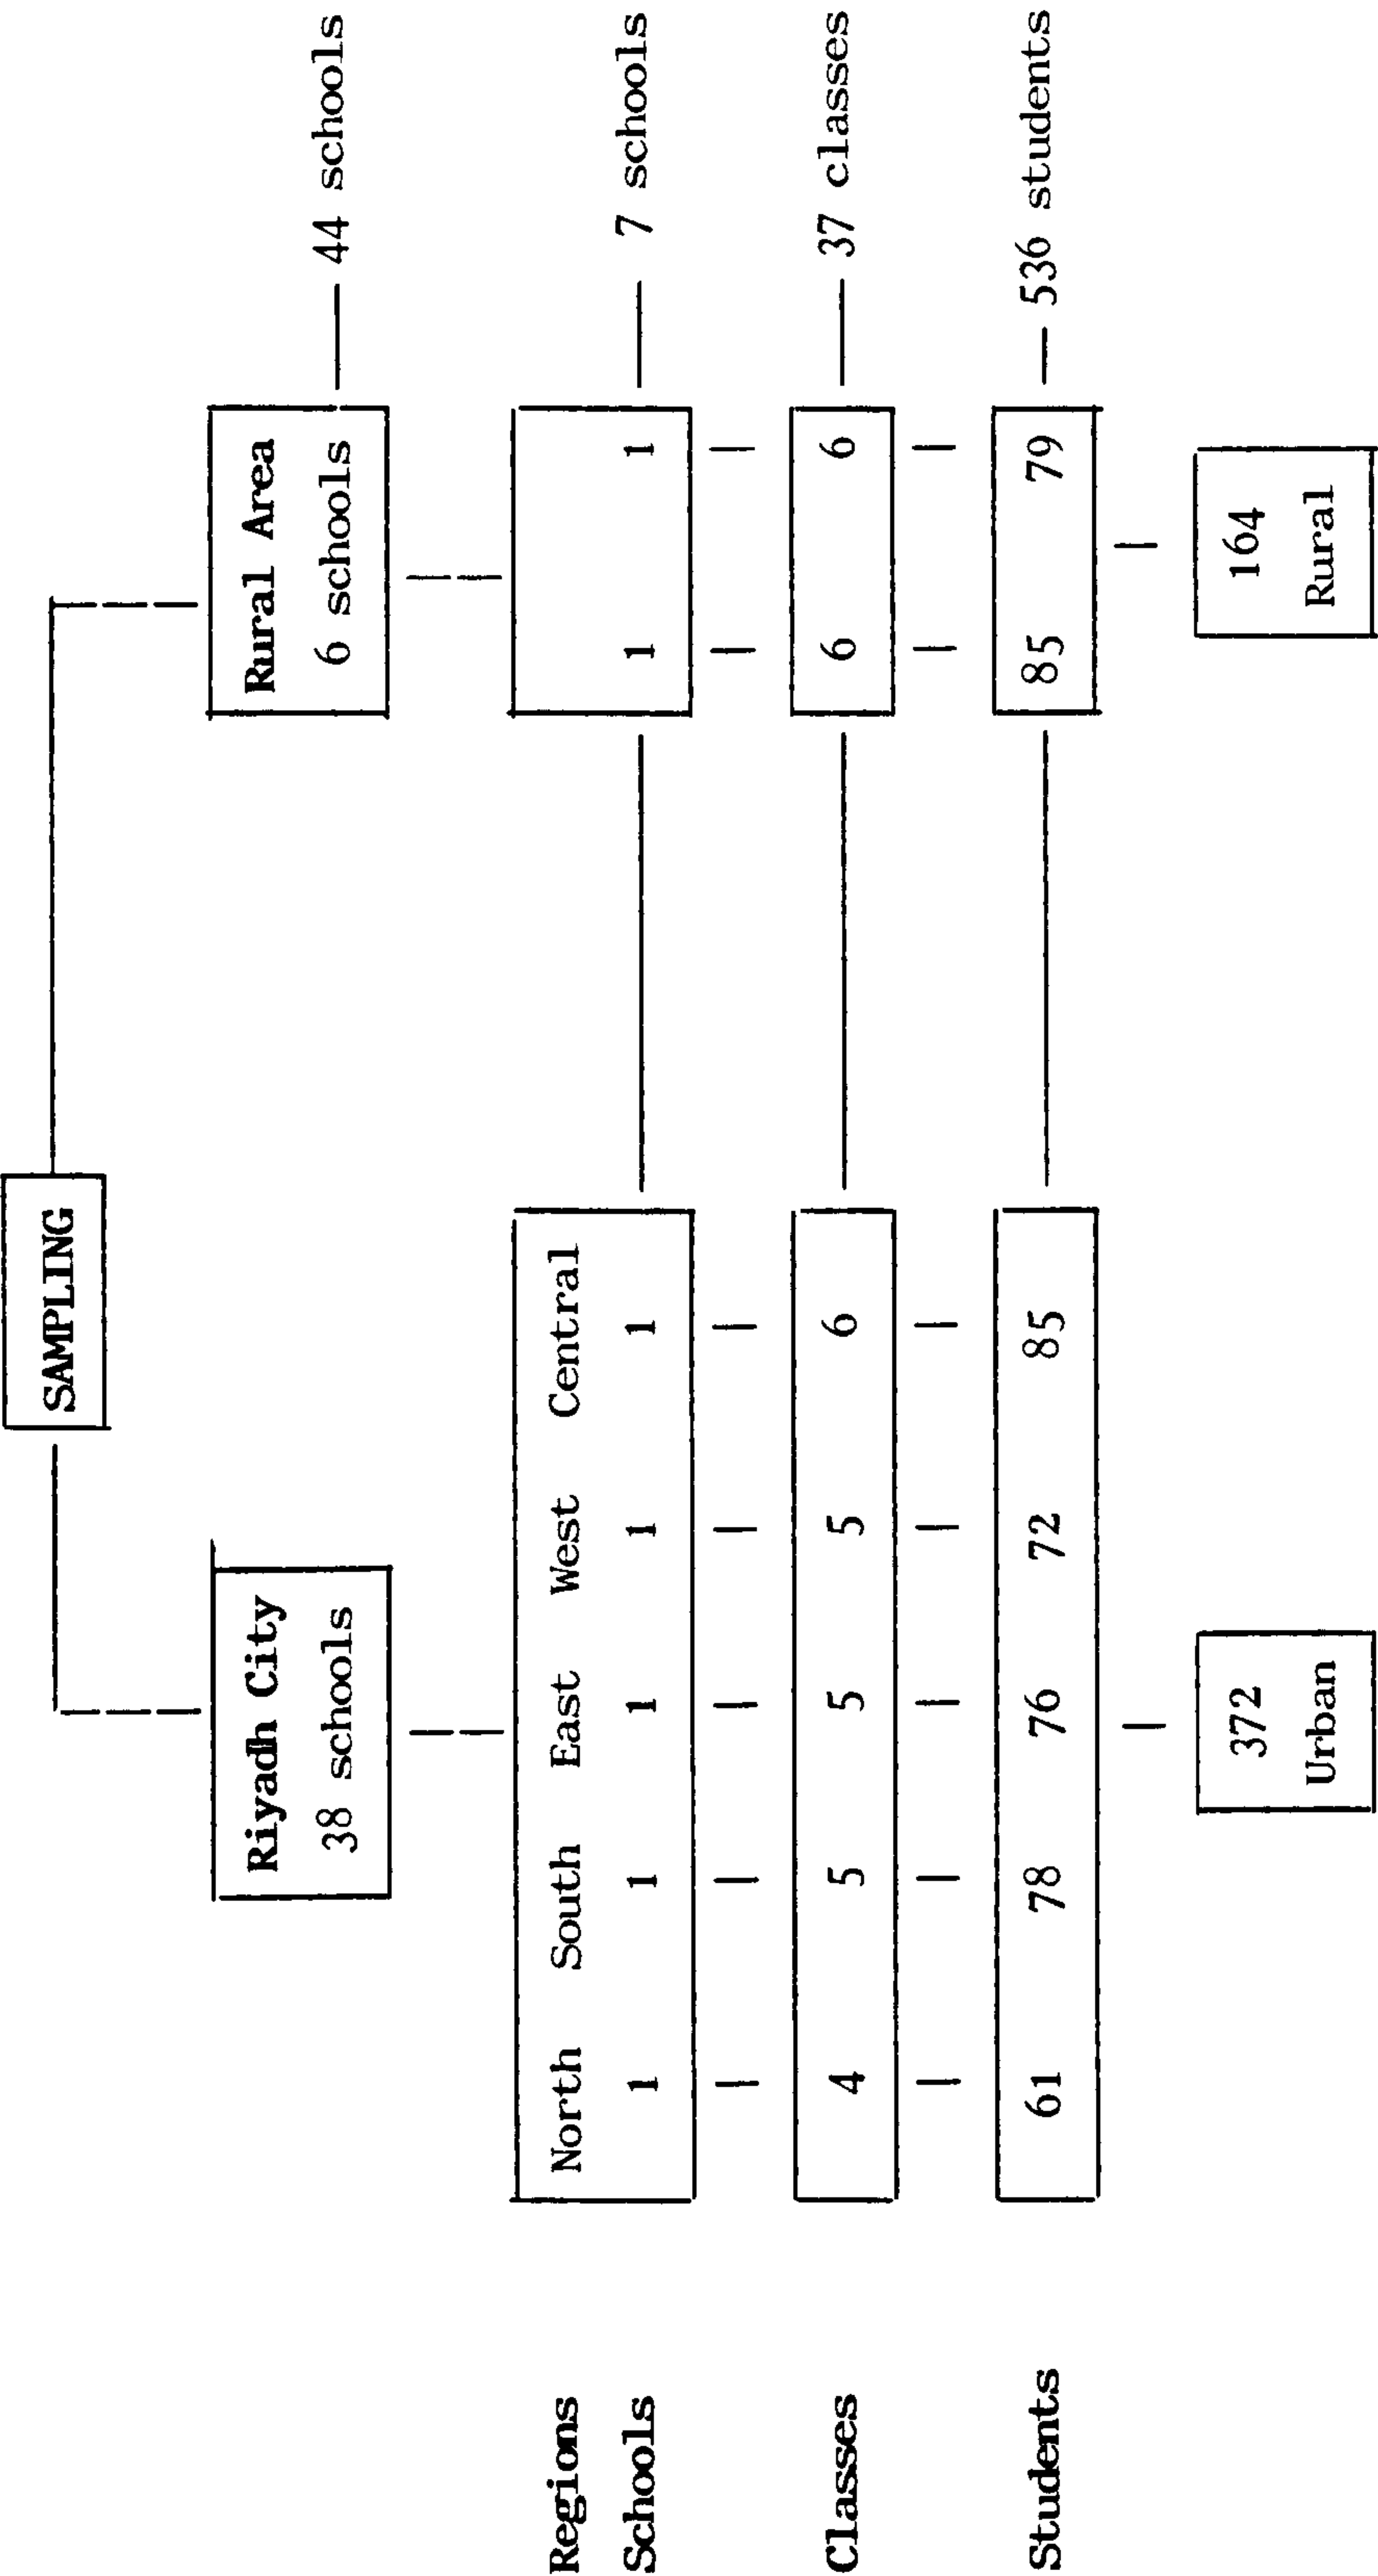 SAMPLING
Riyadh City Rural Area
38 schools 6 schools 44 schools
Regions North South East West Central
Schools 1 1 1 1 1 1 1 7 schools
Classes 4 5 5 5 6 6 6 37 classes
Students 61 78 76 72 85 85 79 536 students
372 164
Urban Rural